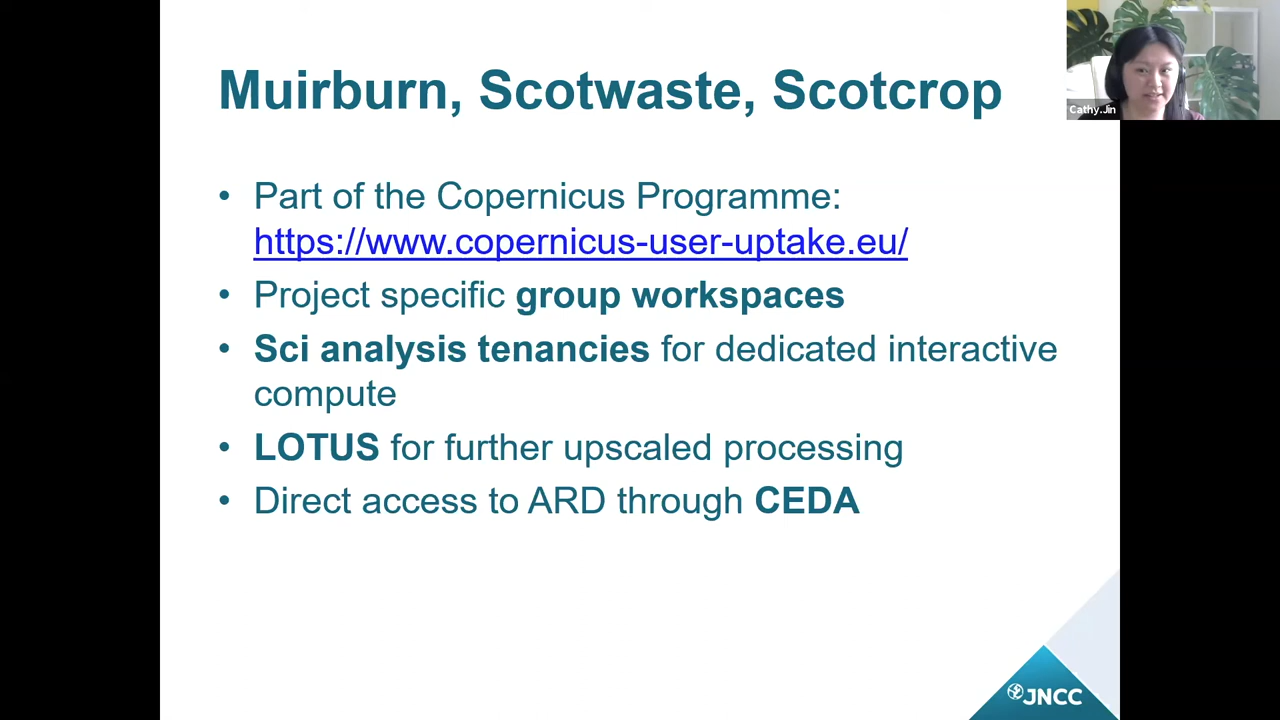 Muirburn, Scotwaste, Scotcrop
Cathy.Jin
• Part of the Copernicus Programme:
https://www.copernicus-user-uptake.eu/
• Project specific group workspaces
• Sci analysis tenancies for dedicated interactive
compute
• LOTUS for further upscaled processing
• Direct access to ARD through CEDA
JNCC